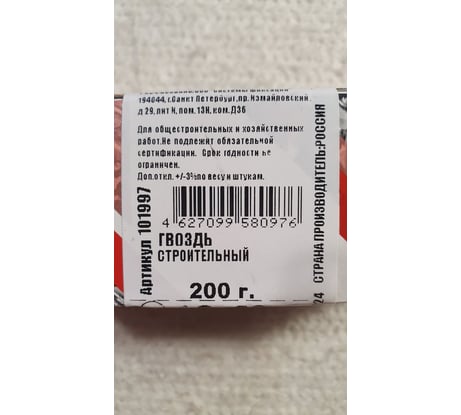 194044, г.Санкт Петербург,пр. Измайловский,
д 29, лит Н, пом. 13Н, ком. Д36
Для общестроительных и хозяйственных
работ.Не подлежит обязательной
сертификации. Срок годности не
ограничен.
Доп.откл. +/-3%по весу и штукам.
4 627099 580976
ГВОЗДЬ
СТРОИТЕЛЬНЫЙ
200 г.
Артикул 101997
СТРАНА ПРОИЗВОДИТЕЛЬ:РОССИЯ
24